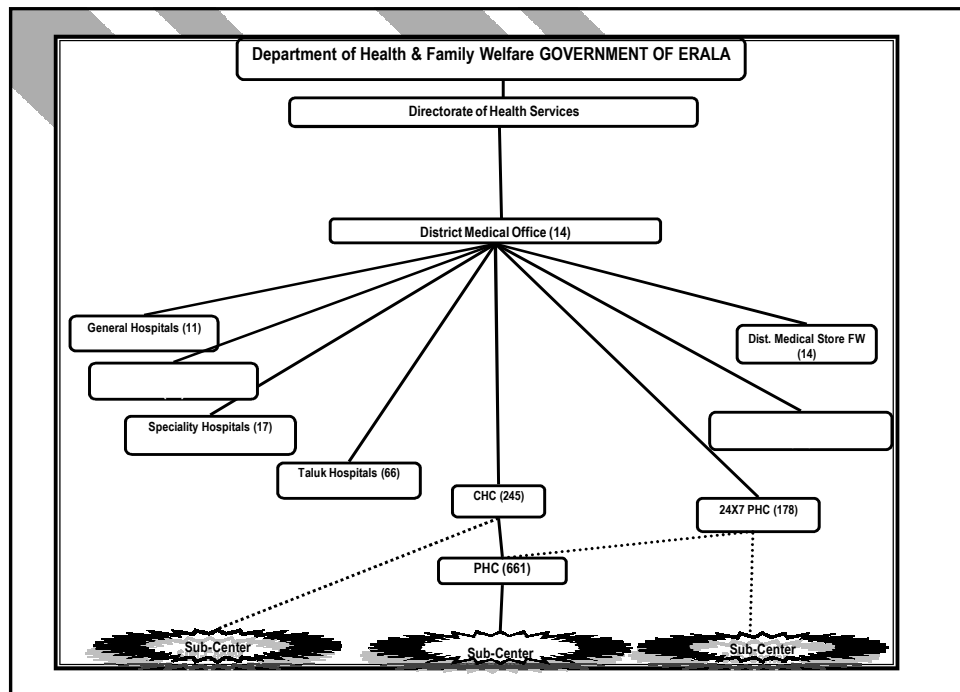 Department of Health & Family Welfare GOVERNMENT OF ERALA
Directorate of Health Services
District Medical Office (14)
General Hospitals (11)
Dist. Medical Store FW
(14)
Speciality Hospitals (17)
Taluk Hospitals (66)
CHC (245)
24X7 PHC (178)
PHC (661)
Sub-Center
Sub-Center
Sub-Center